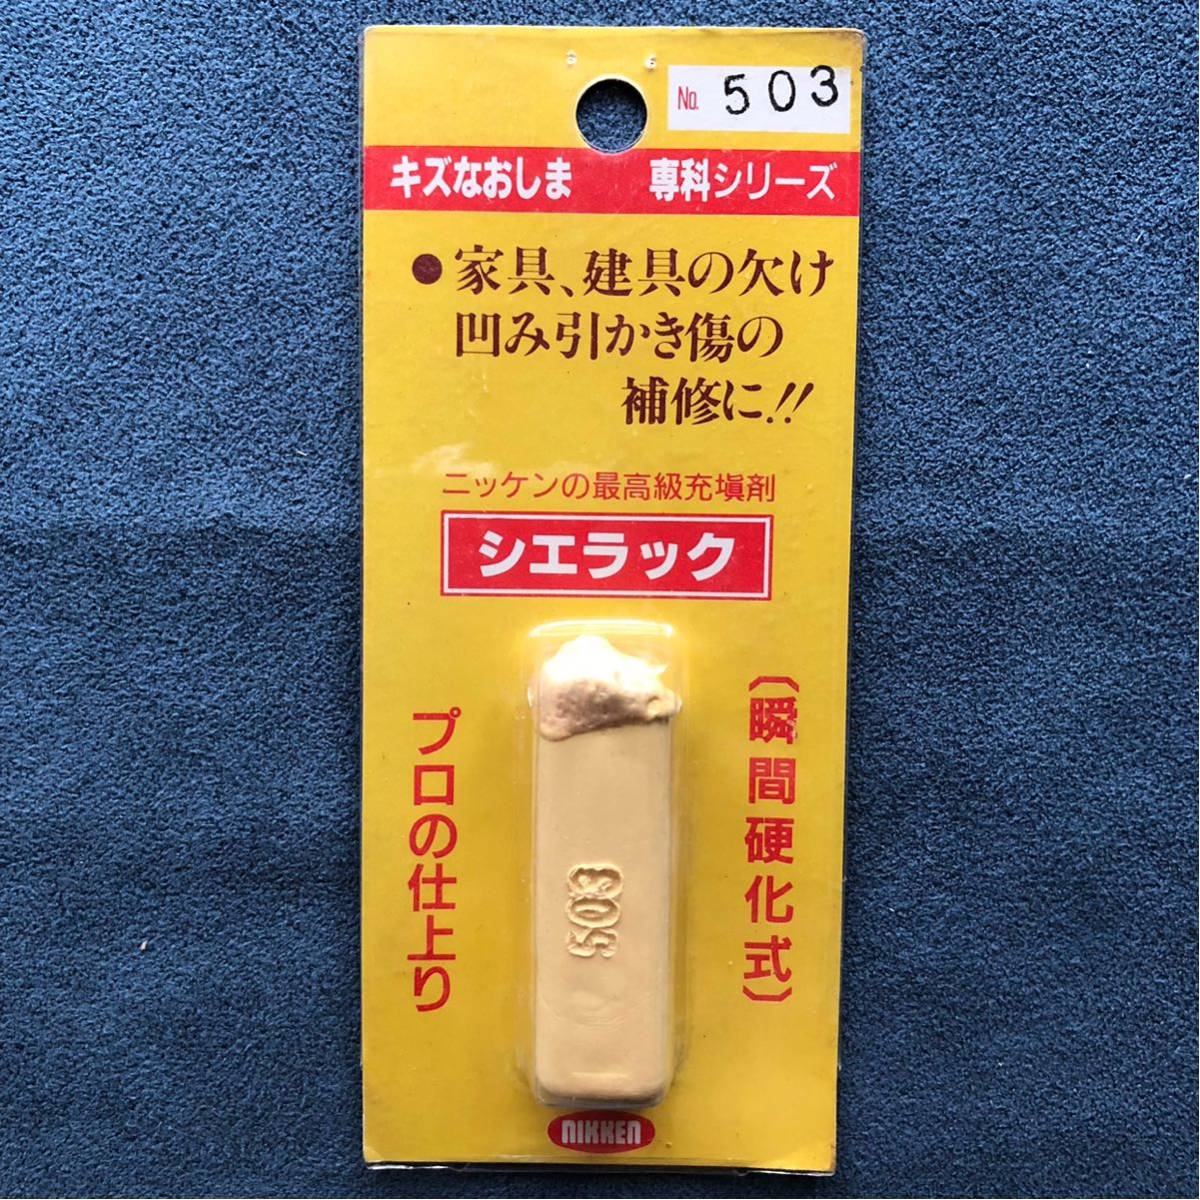 No. 503
キズなおしま 専科シリーズ
●家具、建具の欠け
凹み引かき傷の
補修に!!
ニッケンの最高級充塡剤
シエラック
〔瞬間硬化式〕
プロの仕上り
503
NIKKEN